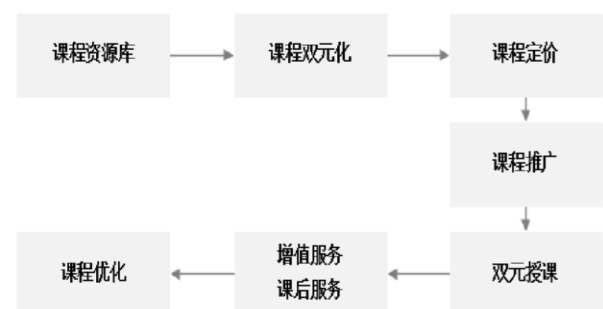 课程资源库
课程双元化
课程定价
课程推广
双元授课
增值服务
课后服务
课程优化